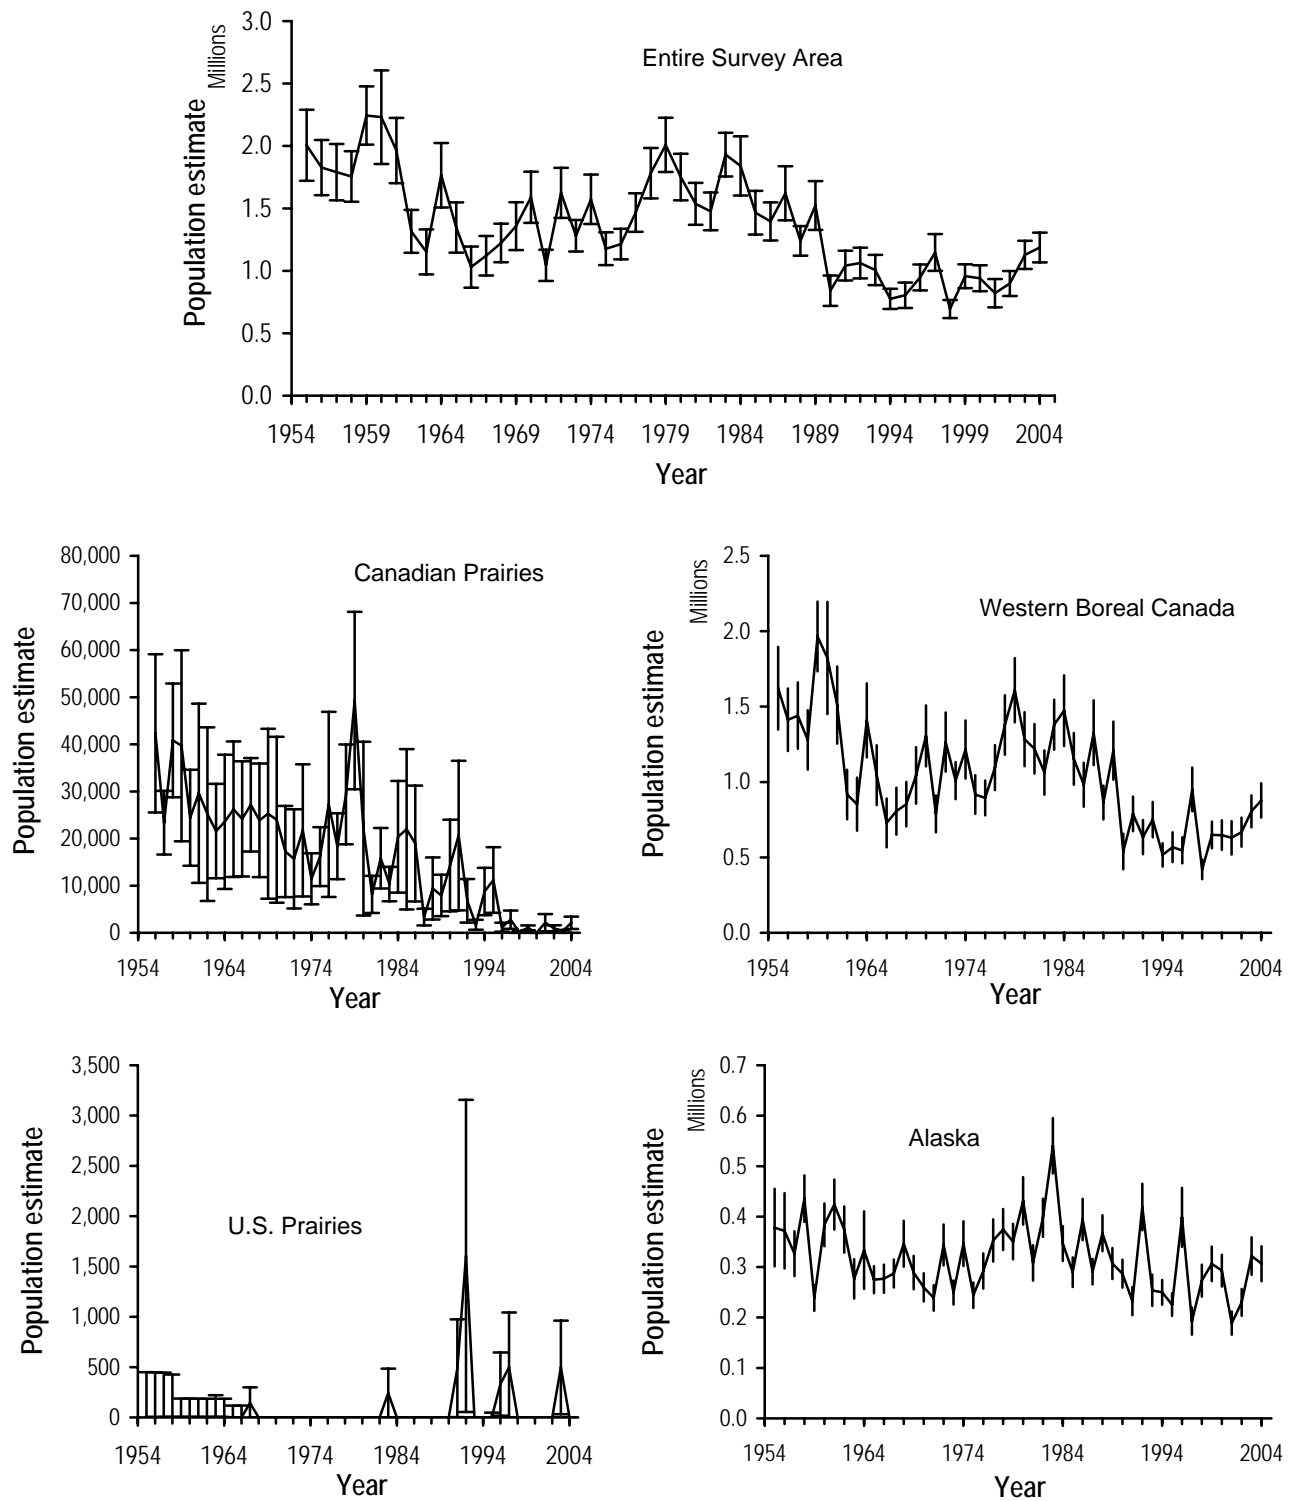 Entire Survey Area
Millions
Population estimate
3.0
2.5
2.0
1.5
1.0
0.5
0.0
1954 1959 1964 1969 1974 1979 1984 1989 1994 1999 2004
Year
Canadian Prairies
Population estimate
80,000
70,000
60,000
50,000
40,000
30,000
20,000
10,000
0
1954 1964 1974 1984 1994 2004
Year
Western Boreal Canada
Millions
Population estimate
2.5
2.0
1.5
1.0
0.5
0.0
1954 1964 1974 1984 1994 2004
Year
U.S. Prairies
Population estimate
3,500
3,000
2,500
2,000
1,500
1,000
500
0
1954 1964 1974 1984 1994 2004
Year
Alaska
Millions
Population estimate
0.7
0.6
0.5
0.4
0.3
0.2
0.1
0.0
1954 1964 1974 1984 1994 2004
Year